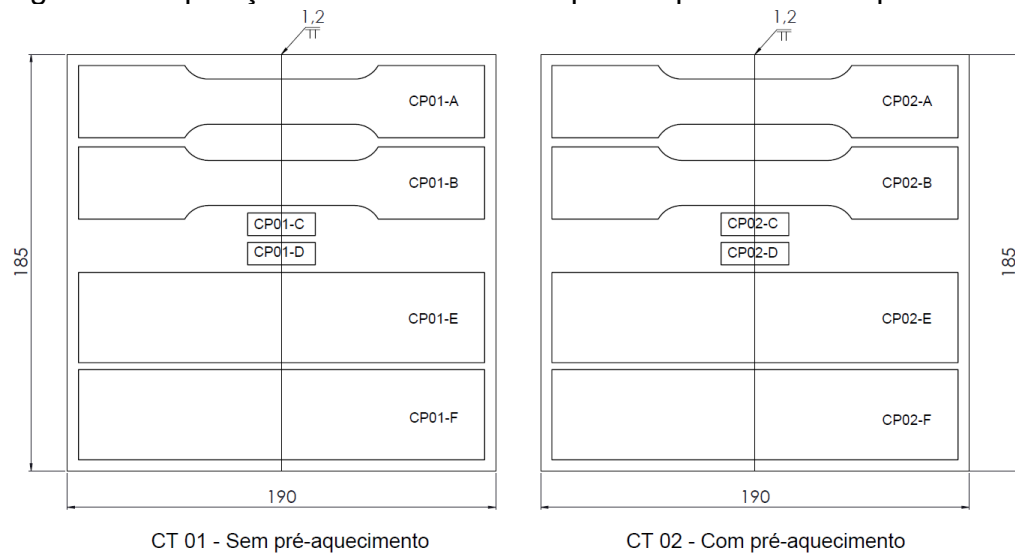 1,2
CP01-A
CP01-B
CP01-C
CP01-D
CP01-E
CP01-F
185
190
CT 01 - Sem pré-aquecimento
1,2
CP02-A
CP02-B
CP02-C
CP02-D
CP02-E
CP02-F
185
190
CT 02 - Com pré-aquecimento